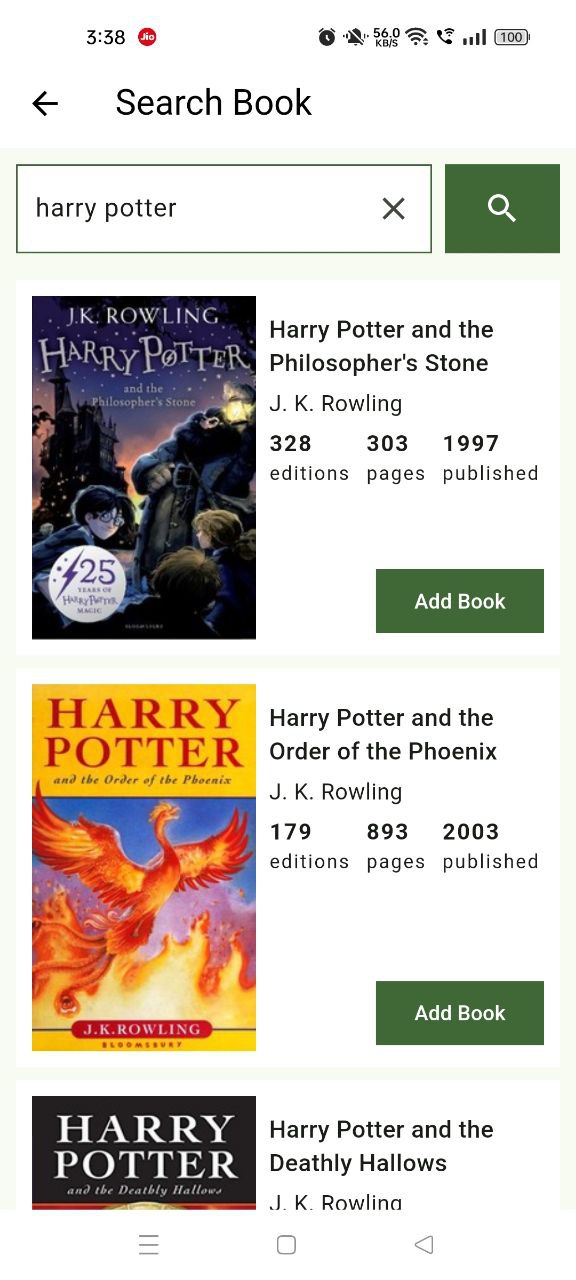 3:38
Jio
56.0
KB/S
100
Search Book
harry potter
J.K. ROWLING
HARRY POTTER
and the
Philosopher's Stone
25
YEARS OF
HARRY POTTER
MAGIC
BLOOMSBURY
Harry Potter and the
Philosopher's Stone
J. K. Rowling
328 303 1997
editions pages published
Add Book
HARRY
POTTER
and the Order of the Phoenix
J.K.ROWLING
BLOOMSBURY
Harry Potter and the
Order of the Phoenix
J. K. Rowling
179 893 2003
editions pages published
Add Book
HARRY
POTTER
and the Deathly Hallows
Harry Potter and the
Deathly Hallows
J. K. Rowling